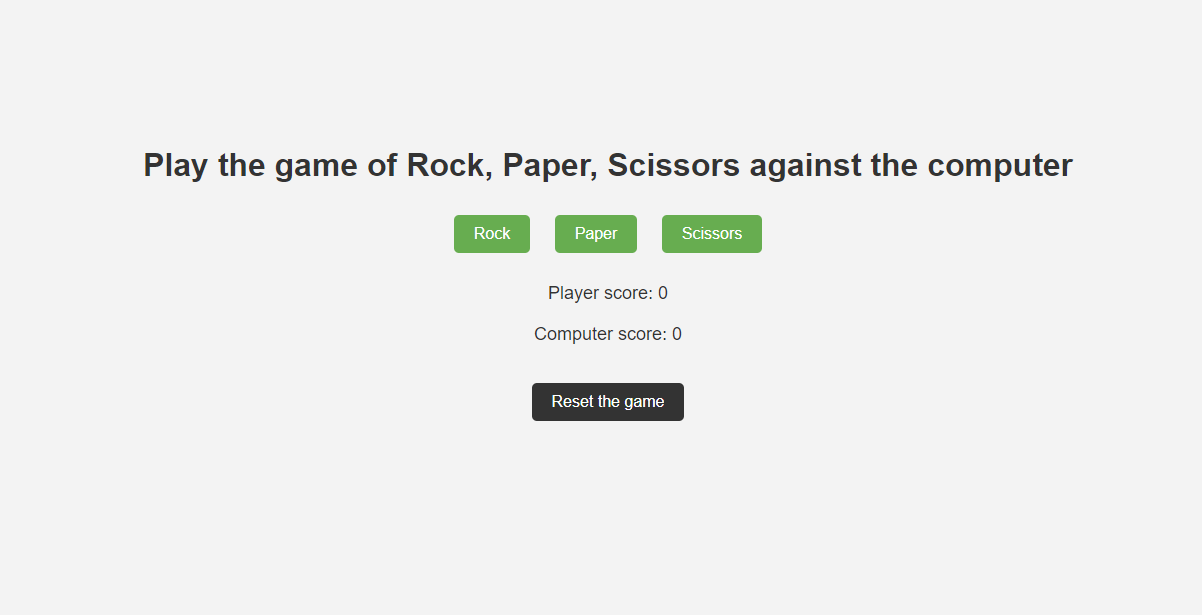 Play the game of Rock, Paper, Scissors against the computer
Rock Paper Scissors
Player score: 0
Computer score: 0
Reset the game